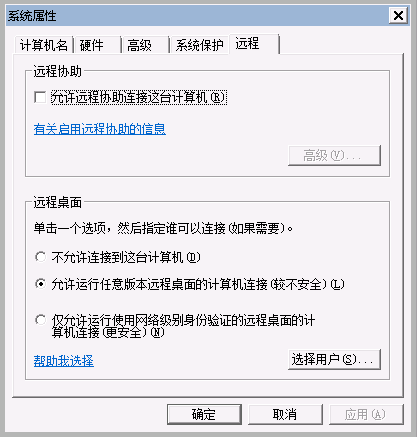 系统属性
计算机名 硬件 高级 系统保护 远程
远程协助
允许远程协助连接这台计算机(R)
有关启用远程协助的信息
高级(V)...
远程桌面
单击一个选项，然后指定谁可以连接(如果需要)。
不允许连接到这台计算机(D)
允许运行任意版本远程桌面的计算机连接(较不安全)(L)
仅允许运行使用网络级别身份验证的远程桌面的计
算机连接(更安全)(N)
帮助我选择
选择用户(S)...
确定 取消 应用(A)